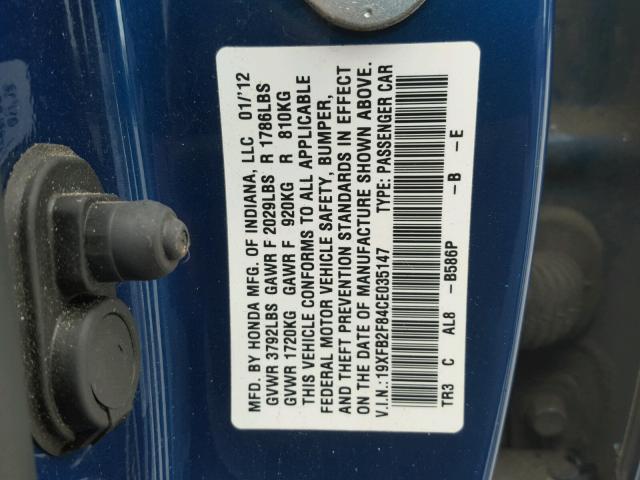 MFD. BY HONDA MFG. OF INDIANA, LLC 01/'12
GVWR 3792LBS GAWR F 2029LBS R 1786LBS
GVWR 1720KG GAWR F 920KG R 810KG
THIS VEHICLE CONFORMS TO ALL APPLICABLE
FEDERAL MOTOR VEHICLE SAFETY, BUMPER,
AND THEFT PREVENTION STANDARDS IN EFFECT
ON THE DATE OF MANUFACTURE SHOWN ABOVE.
V.I.N.:19XFB2F84CE035147 TYPE: PASSENGER CAR
TR3 C AL8 -B586P -B -E